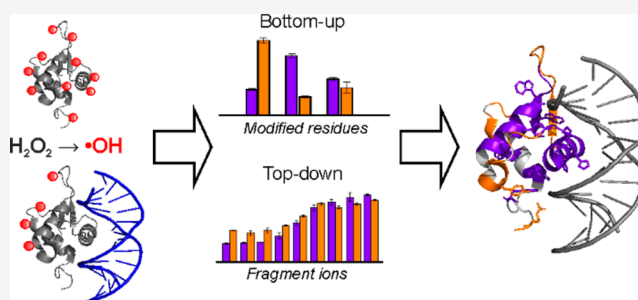 Bottom-up
Modified residues
H₂O₂ → •OH
Top-down
Fragment ions